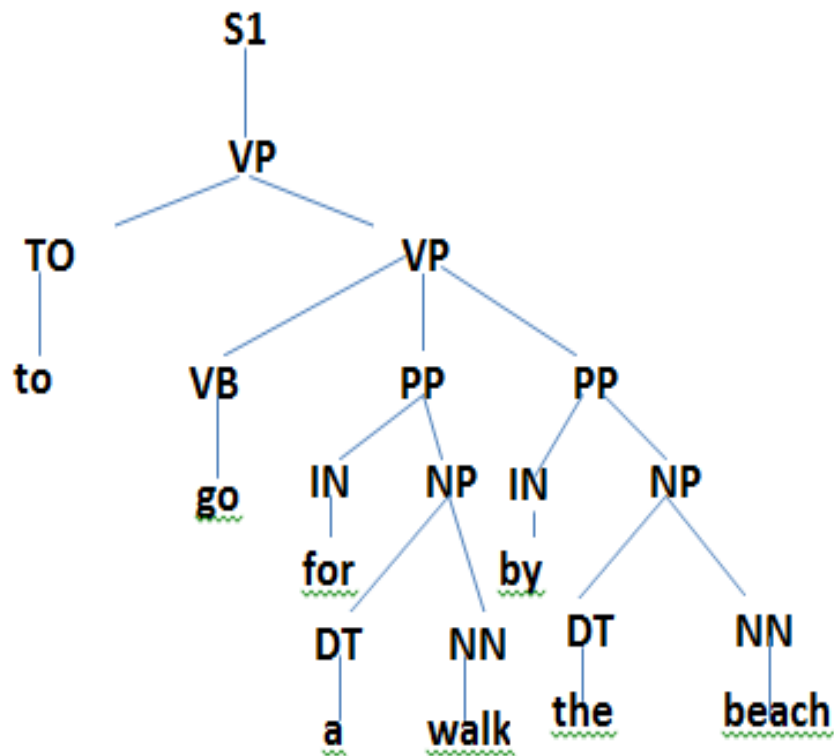 S1
VP
TO VP
to VB PP PP
go IN NP IN NP
for by
DT NN DT NN
a walk the beach